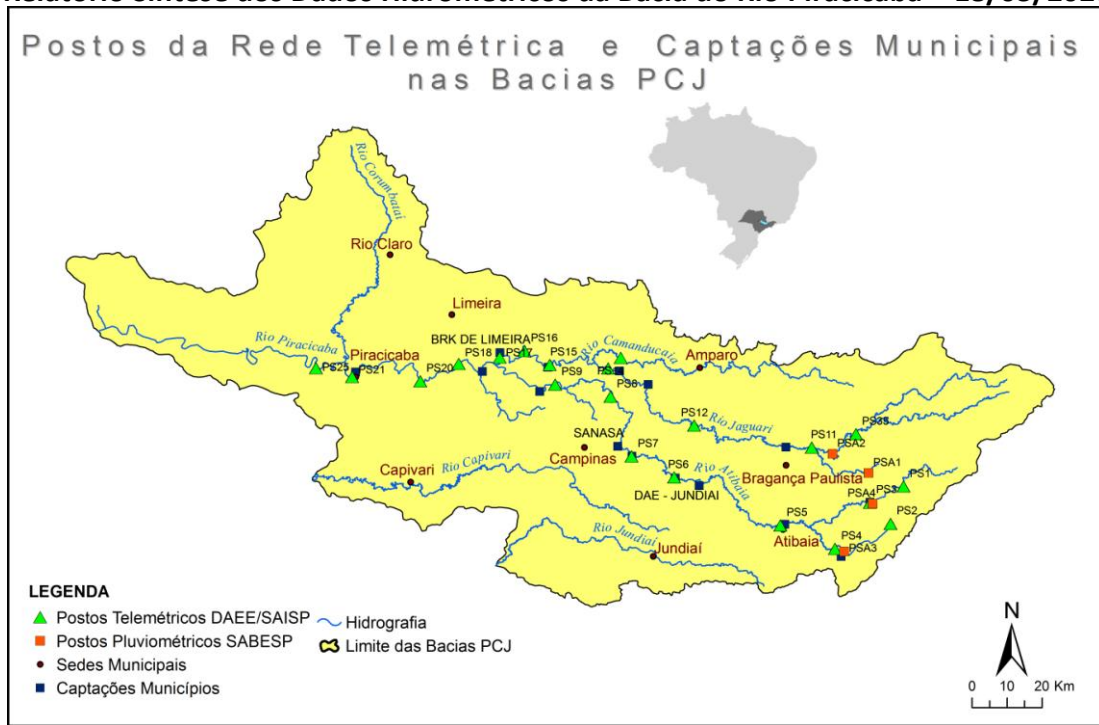 Postos da Rede Telemétrica e Captações Municipais
nas Bacias PCJ
Rio Corumbataí
Rio Claro
Limeira
Rio Piracicaba
Piracicaba
BRK DE LIMEIRA
PS16
PS18
PS17
PS15
Rio Camanducaia
Amparo
PS25
PS21
PS20
PS9
PS8
PS12
Rio Jaguari
PS35
PS11
PSA2
SANASA
Campinas
PS7
Capivari
Rio Capivari
PS6
DAE - JUNDIAI
Rio Atibaia
Bragança Paulista
PSA1
PS1
PSA4
PS3
PS2
PS5
Atibaia
PS4
PSA3
Rio Jundiaí
Jundiaí
LEGENDA
Postos Telemétricos DAEE/SAISP
Hidrografia
Postos Pluviométricos SABESP
Limite das Bacias PCJ
Sedes Municipais
Captações Municípios
N
0 10 20 Km